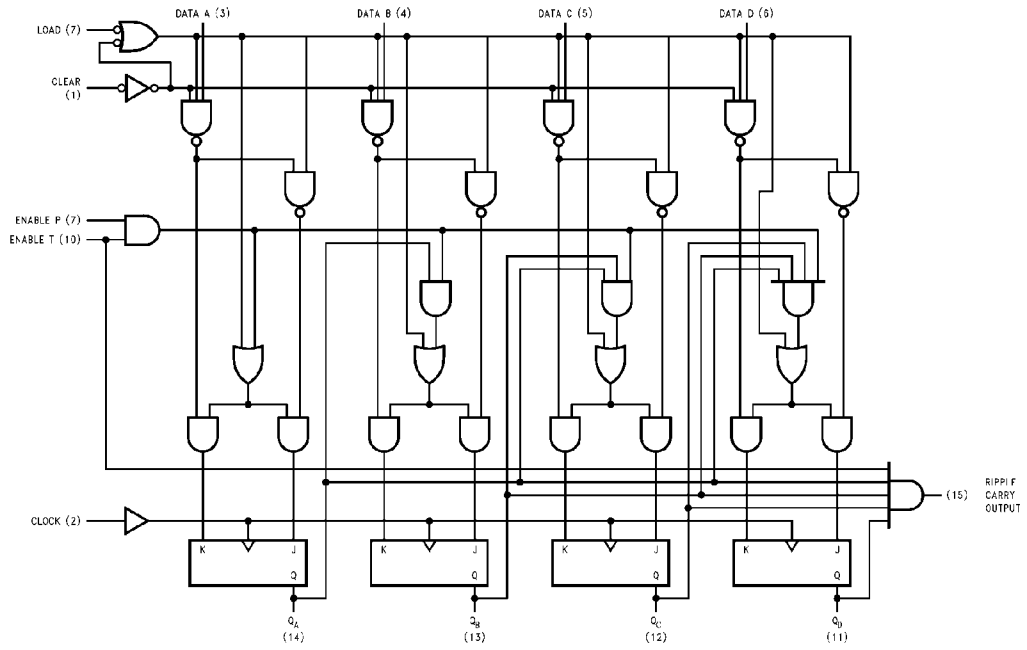 DATA A (3) DATA B (4) DATA C (5) DATA D (6)
LOAD (7)
CLEAR
(1)
ENABLE P (7)
ENABLE T (10)
RIPPLE
(15) CARRY
OUTPUT
CLOCK (2)
K J K J K J K J
Q Q Q Q
QA QB QC QD
(14) (13) (12) (11)